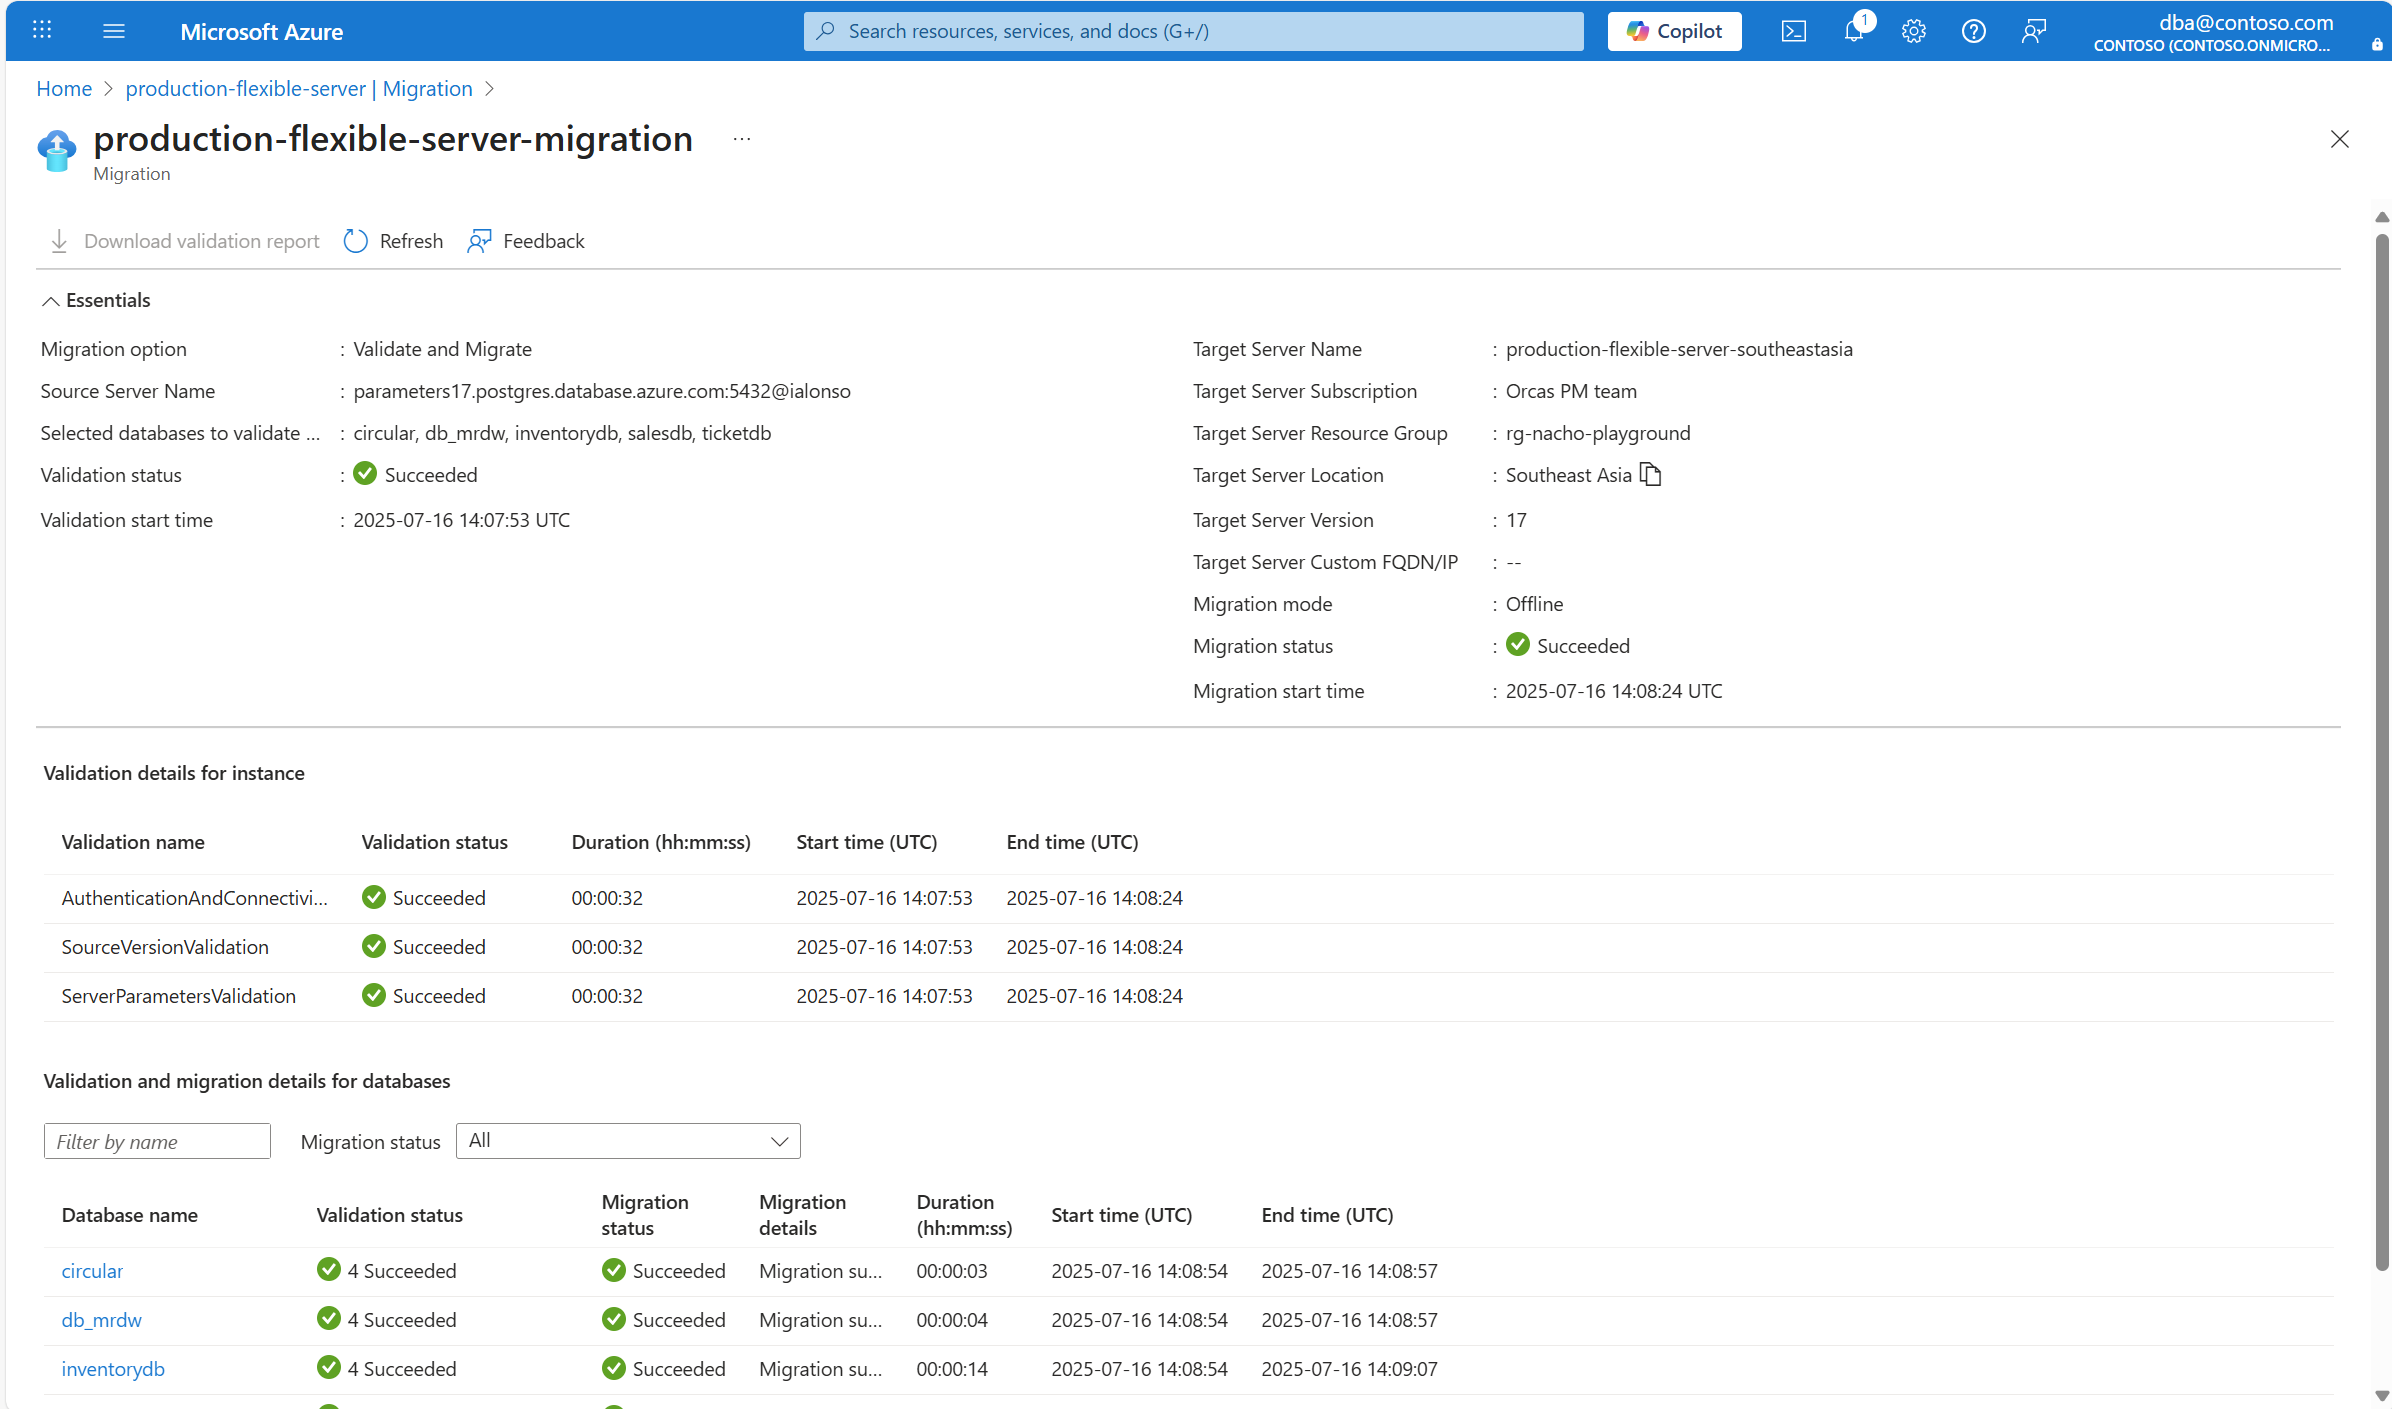 Microsoft Azure
Search resources, services, and docs (G+/)
Copilot
1
dba@contoso.com
CONTOSO (CONTOSO.ONMICRO...
Home > production-flexible-server | Migration >
production-flexible-server-migration ...
Migration
Download validation report Refresh Feedback
Essentials
Migration option : Validate and Migrate
Source Server Name : parameters17.postgres.database.azure.com:5432@ialonso
Selected databases to validate ... : circular, db_mrdw, inventorydb, salesdb, ticketdb
Validation status : Succeeded
Validation start time : 2025-07-16 14:07:53 UTC
Target Server Name : production-flexible-server-southeastasia
Target Server Subscription : Orcas PM team
Target Server Resource Group : rg-nacho-playground
Target Server Location : Southeast Asia
Target Server Version : 17
Target Server Custom FQDN/IP : --
Migration mode : Offline
Migration status : Succeeded
Migration start time : 2025-07-16 14:08:24 UTC
Validation details for instance
Validation name Validation status Duration (hh:mm:ss) Start time (UTC) End time (UTC)
AuthenticationAndConnectivi... Succeeded 00:00:32 2025-07-16 14:07:53 2025-07-16 14:08:24
SourceVersionValidation Succeeded 00:00:32 2025-07-16 14:07:53 2025-07-16 14:08:24
ServerParametersValidation Succeeded 00:00:32 2025-07-16 14:07:53 2025-07-16 14:08:24
Validation and migration details for databases
Filter by name Migration status All
Database name Validation status Migration status Migration details Duration (hh:mm:ss) Start time (UTC) End time (UTC)
circular 4 Succeeded Succeeded Migration su... 00:00:03 2025-07-16 14:08:54 2025-07-16 14:08:57
db_mrdw 4 Succeeded Succeeded Migration su... 00:00:04 2025-07-16 14:08:54 2025-07-16 14:08:57
inventorydb 4 Succeeded Succeeded Migration su... 00:00:14 2025-07-16 14:08:54 2025-07-16 14:09:07